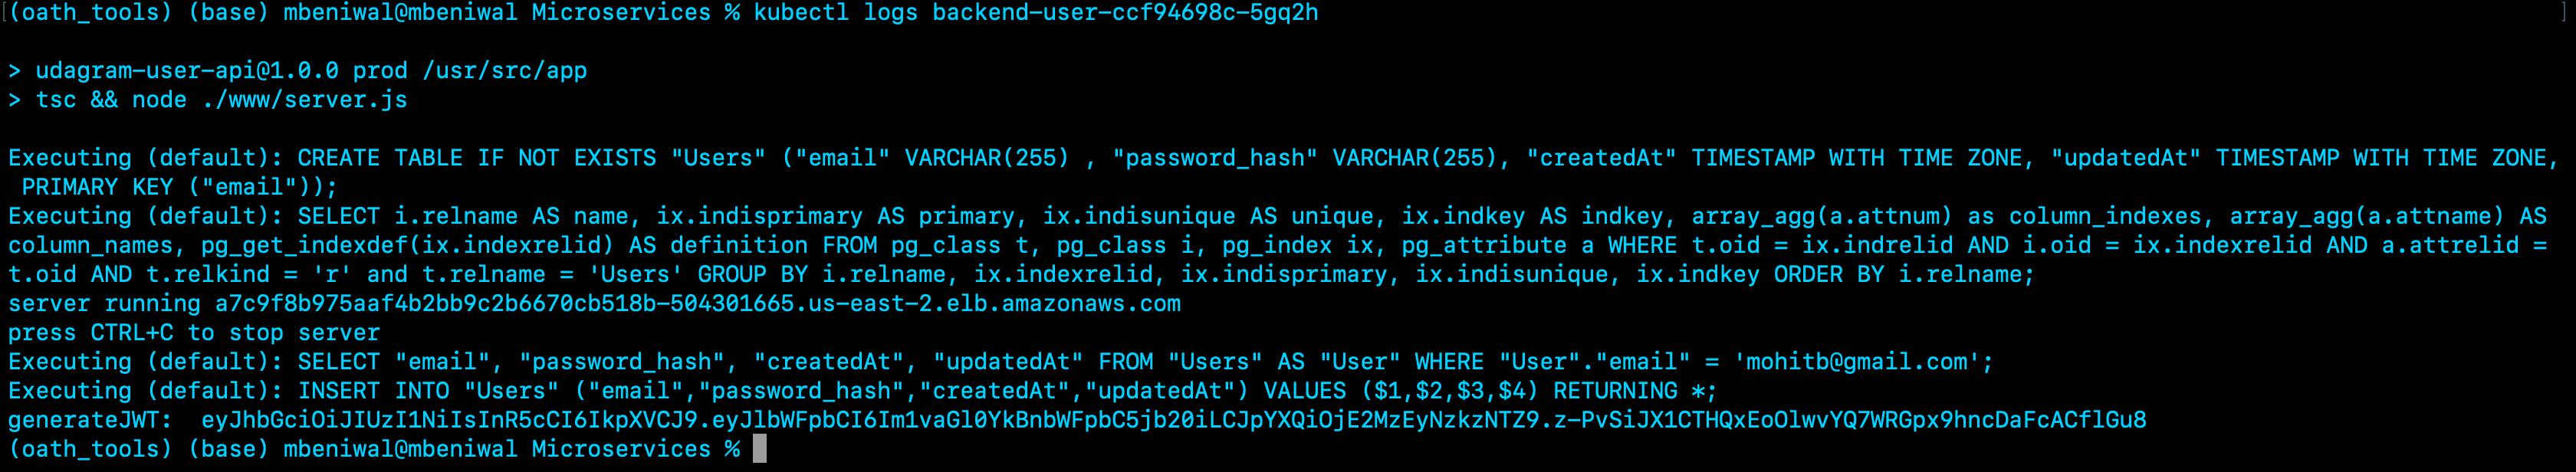 (oath_tools) (base) mbeniwal@mbeniwal Microservices % kubectl logs backend-user-ccf94698c-5gq2h
> udagram-user-api@1.0.0 prod /usr/src/app
> tsc && node ./www/server.js
Executing (default): CREATE TABLE IF NOT EXISTS "Users" ("email" VARCHAR(255) , "password_hash" VARCHAR(255), "createdAt" TIMESTAMP WITH TIME ZONE, "updatedAt" TIMESTAMP WITH TIME ZONE,
PRIMARY KEY ("email"));
Executing (default): SELECT i.relname AS name, ix.indisprimary AS primary, ix.indisunique AS unique, ix.indkey AS indkey, array_agg(a.attnum) as column_indexes, array_agg(a.attname) AS
column_names, pg_get_indexdef(ix.indexrelid) AS definition FROM pg_class t, pg_class i, pg_index ix, pg_attribute a WHERE t.oid = ix.indrelid AND i.oid = ix.indexrelid AND a.attrelid =
t.oid AND t.relkind = 'r' and t.relname = 'Users' GROUP BY i.relname, ix.indexrelid, ix.indisprimary, ix.indisunique, ix.indkey ORDER BY i.relname;
server running a7c9f8b975aaf4b2bb9c2b6670cb518b-504301665.us-east-2.elb.amazonaws.com
press CTRL+C to stop server
Executing (default): SELECT "email", "password_hash", "createdAt", "updatedAt" FROM "Users" AS "User" WHERE "User"."email" = 'mohitb@gmail.com';
Executing (default): INSERT INTO "Users" ("email","password_hash","createdAt","updatedAt") VALUES ($1,$2,$3,$4) RETURNING *;
generateJWT:  eyJhbGciOiJIUzI1NiIsInR5cCI6IkpXVCJ9.eyJlbWFpbCI6Im1vaGl0YkBnbWFpbC5jb20iLCJpYXQiOjE2MzEyNzkzNTZ9.z-PvSiJX1CTHQxEoOlwvYQ7WRGpx9hncDaFcACflGu8
(oath_tools) (base) mbeniwal@mbeniwal Microservices %